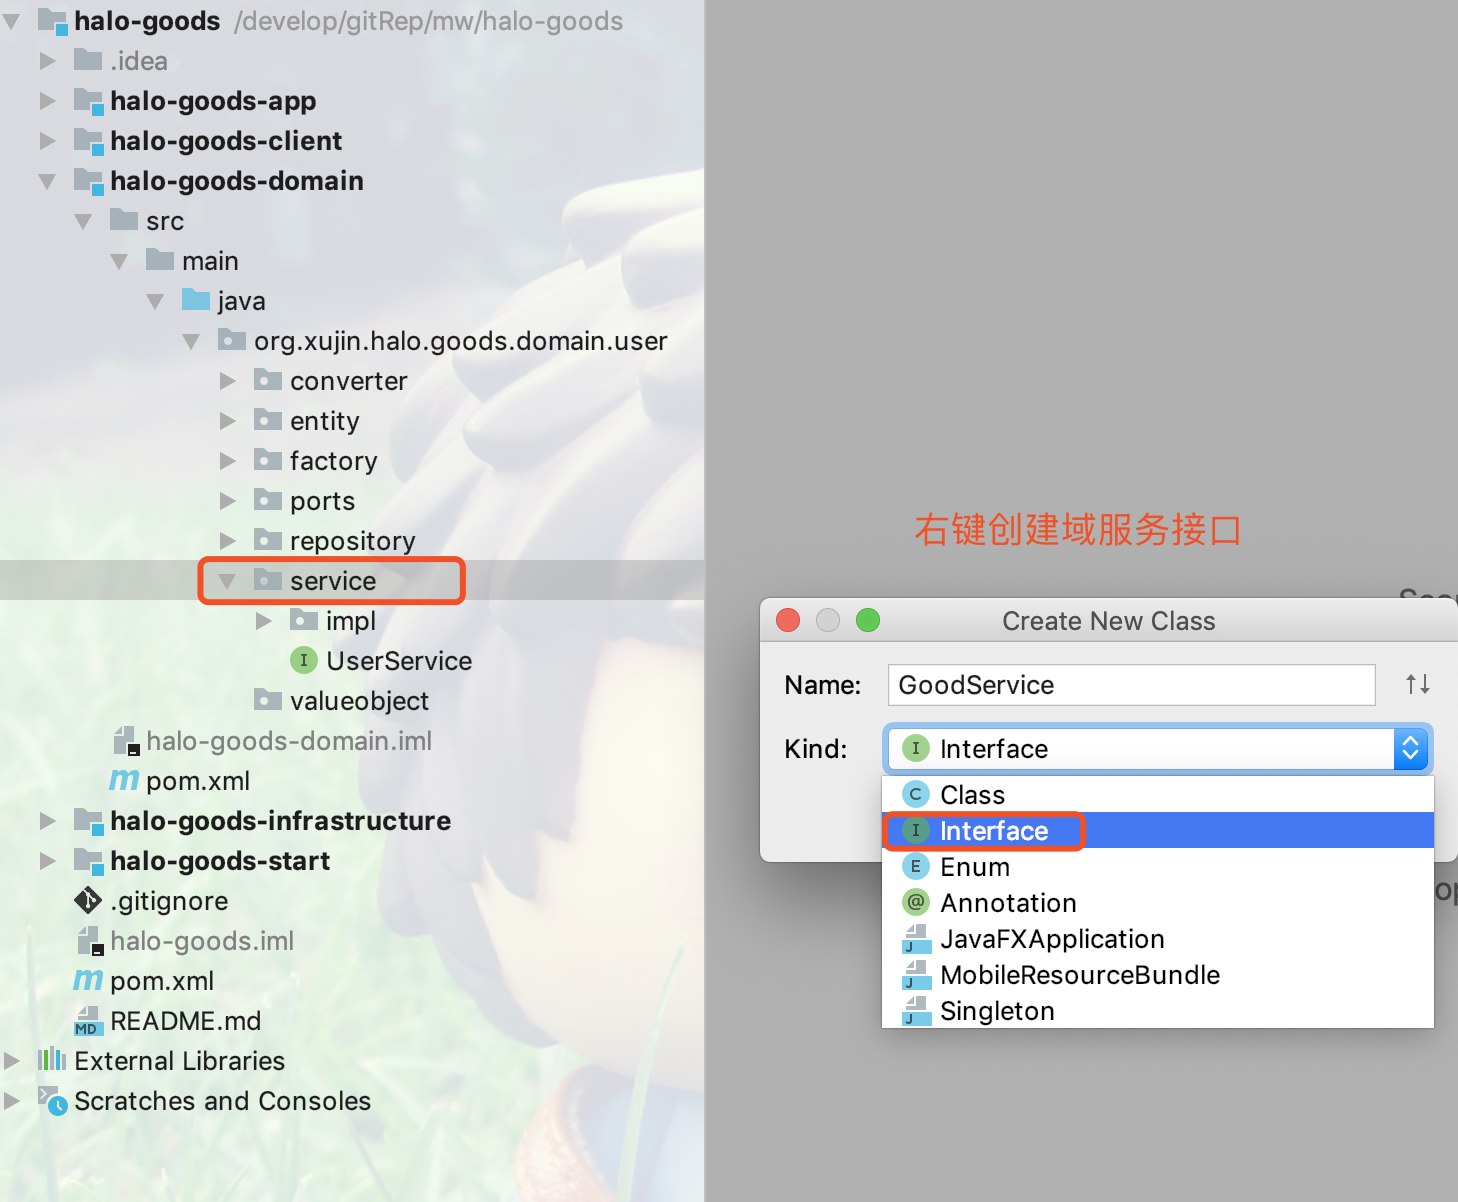 halo-goods /develop/gitRep/mw/halo-goods
.idea
halo-goods-app
halo-goods-client
halo-goods-domain
src
main
java
org.xujin.halo.goods.domain.user
converter
entity
factory
ports
repository
service
impl
UserService
valueobject
halo-goods-domain.iml
pom.xml
halo-goods-infrastructure
halo-goods-start
.gitignore
halo-goods.iml
pom.xml
README.md
External Libraries
Scratches and Consoles
右键创建域服务接口
Create New Class
Name: GoodService
Kind: Interface
Class
Interface
Enum
Annotation
JavaFXApplication
MobileResourceBundle
Singleton